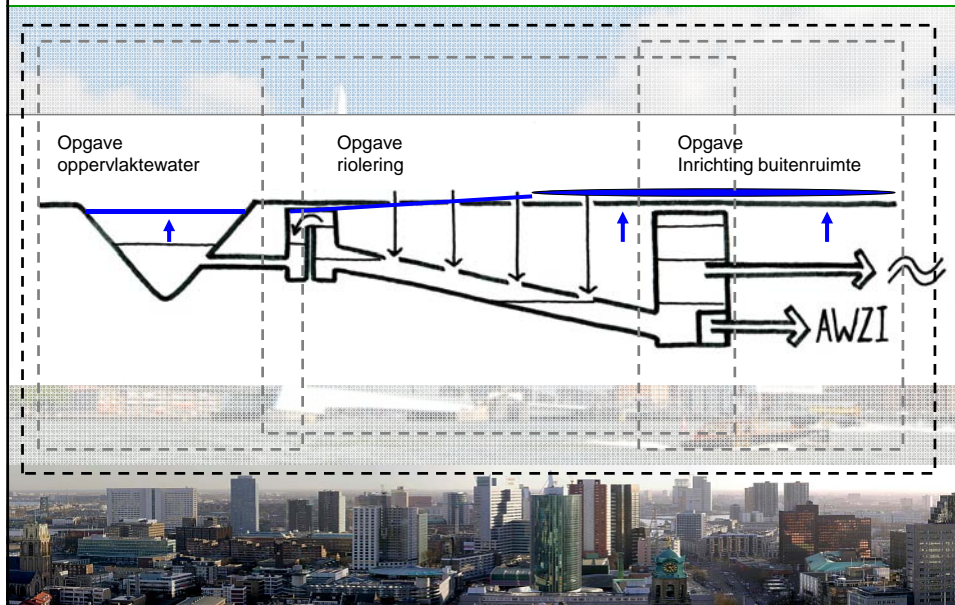 Opgave
oppervlaktewater
Opgave
riolering
Opgave
Inrichting buitenruimte
AWZI